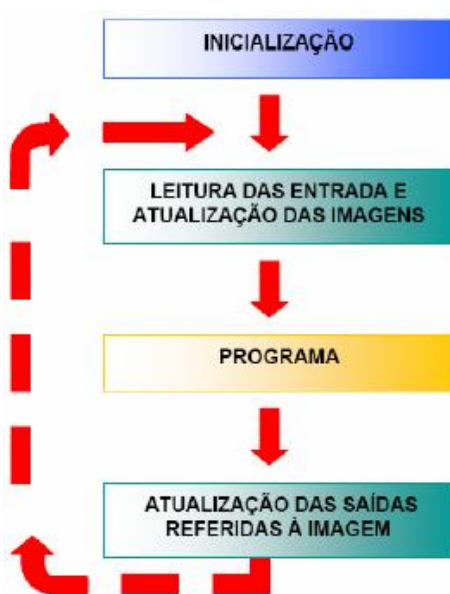 INICIALIZAÇÃO
LEITURA DAS ENTRADA E
ATUALIZAÇÃO DAS IMAGENS
PROGRAMA
ATUALIZAÇÃO DAS SAÍDAS
REFERIDAS À IMAGEM